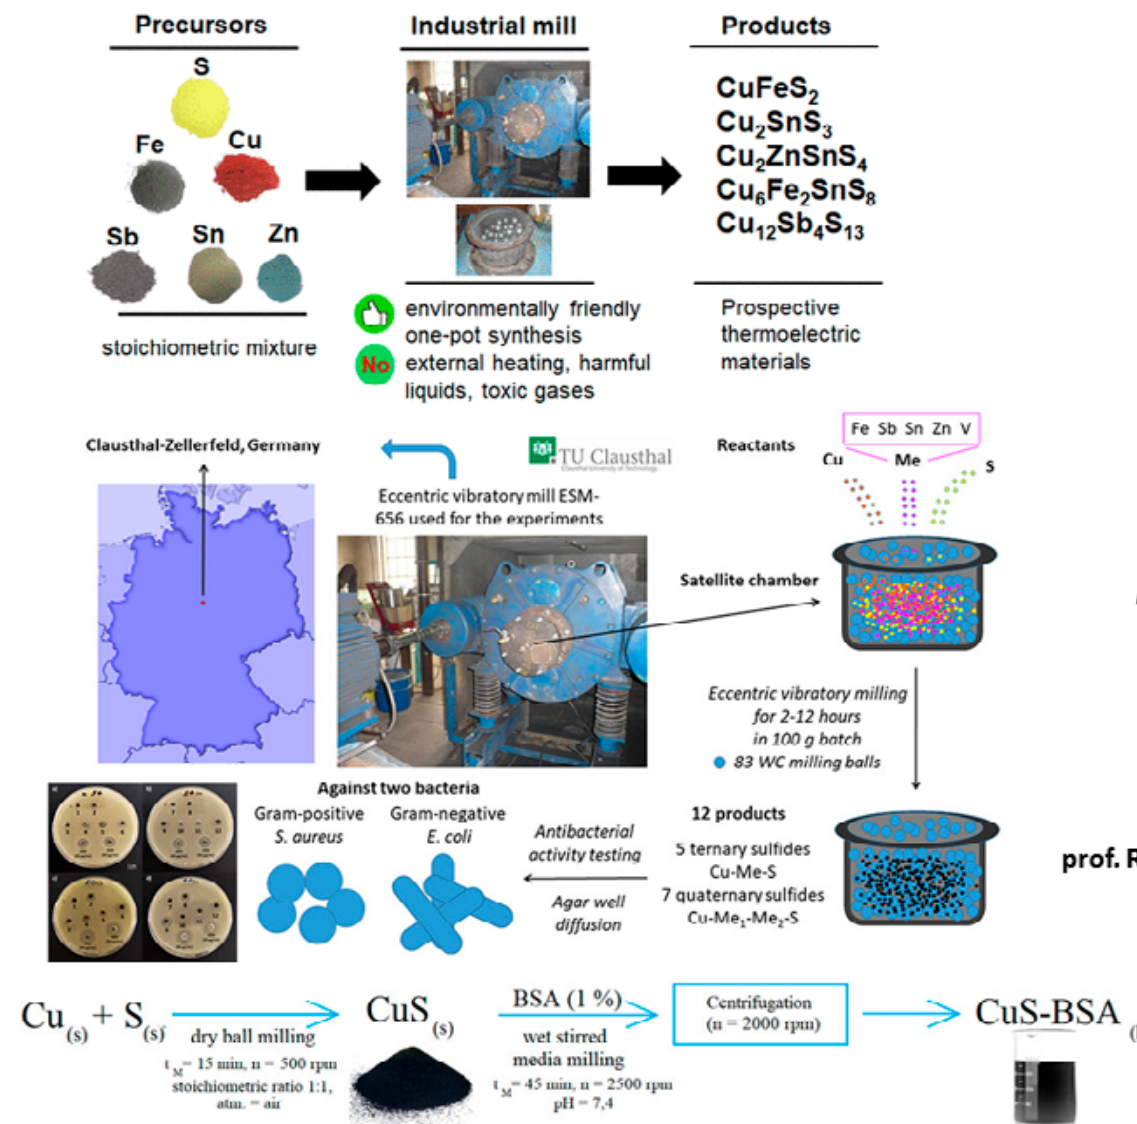 Precursors
Industrial mill
Products
S
Fe
Cu
Sb
Sn
Zn
stoichiometric mixture
environmentally friendly
one-pot synthesis
No
external heating, harmful
liquids, toxic gases
CuFeS₂
Cu₂SnS₃
Cu₂ZnSnS₄
Cu₆Fe₂SnS₈
Cu₁₂Sb₄S₁₃
Prospective
thermoelectric
materials
Clausthal-Zellerfeld, Germany
TU Clausthal
Clausthal University of Technology
Eccentric vibratory mill ESM-
656 used for the experiments
Reactants
Fe Sb Sn Zn V
Cu
Me
S
Satellite chamber
Eccentric vibratory milling
for 2-12 hours
in 100 g batch
83 WC milling balls
12 products
5 ternary sulfides
Cu-Me-S
7 quaternary sulfides
Cu-Me₁-Me₂-S
Antibacterial
activity testing
Agar well
diffusion
Against two bacteria
Gram-positive
S. aureus
Gram-negative
E. coli
prof. R
Cu(s) + S(s)
dry ball milling
t_M = 15 min, n = 500 rpm
stoichiometric ratio 1:1,
atm. = air
CuS(s)
BSA (1 %)
wet stirred
media milling
t_M = 45 min, n = 2500 rpm
pH = 7,4
Centrifugation
(n = 2000 rpm)
CuS-BSA